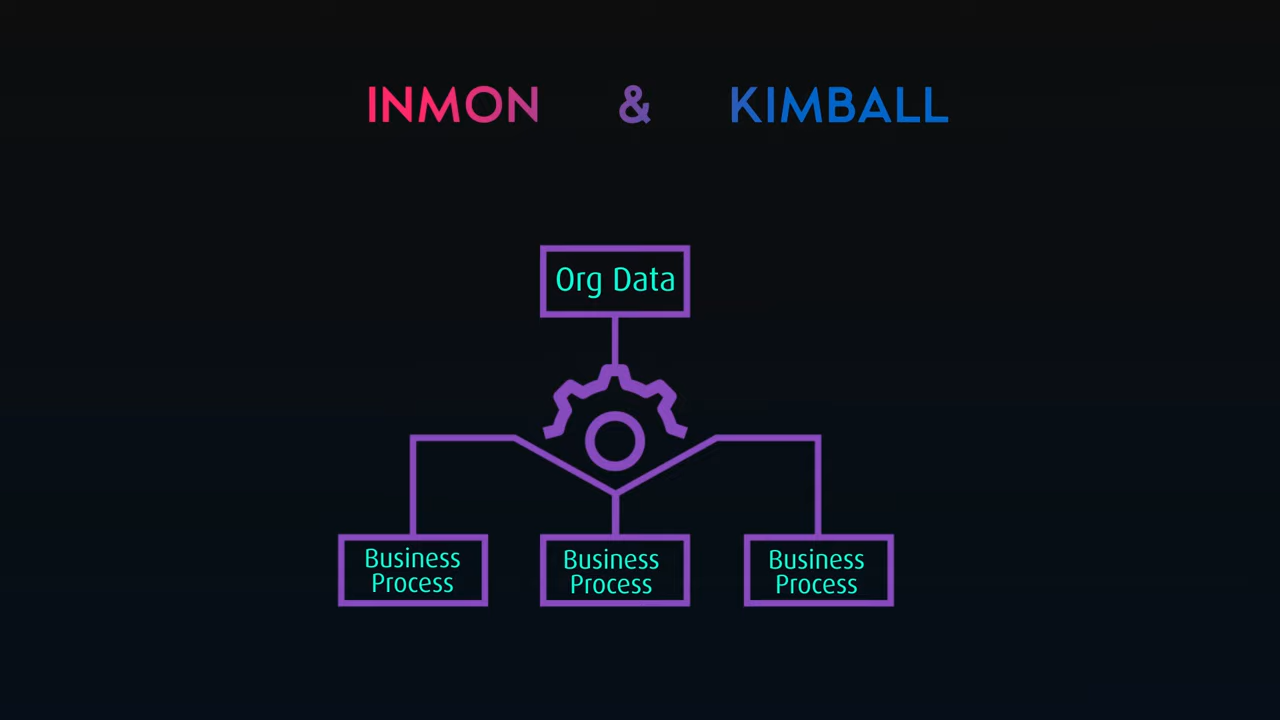 INMON & KIMBALL
Org Data
Business
Process
Business
Process
Business
Process